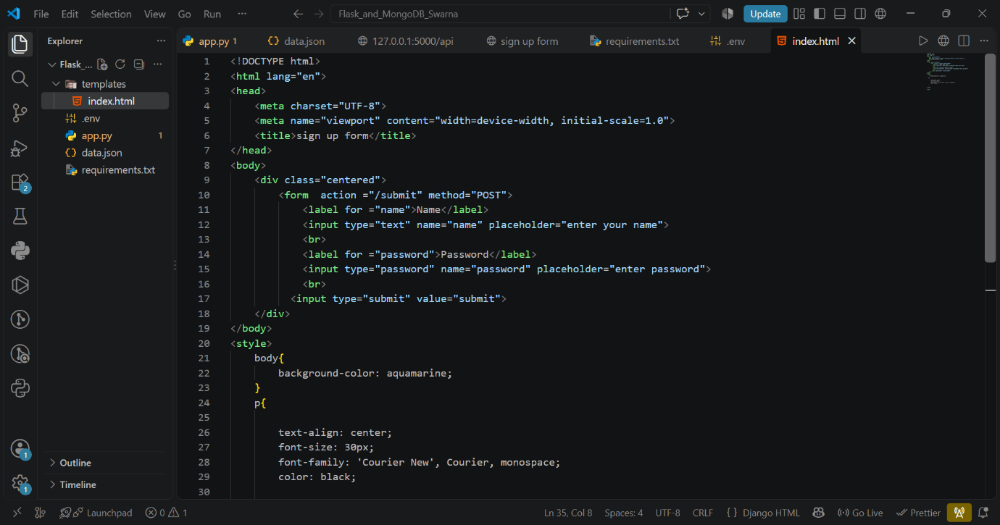 File Edit Selection View Go Run ··· Flask_and_MongoDB_Swarna Update
Explorer ···
app.py 1 data.json 127.0.0.1:5000/api sign up form requirements.txt .env index.html
Flask_... ···
templates
index.html
.env
app.py 1
data.json
requirements.txt
2
1
1
Outline
Timeline
1 <!DOCTYPE html>
2 <html lang="en">
3 <head>
4 <meta charset="UTF-8">
5 <meta name="viewport" content="width=device-width, initial-scale=1.0">
6 <title>sign up form</title>
7 </head>
8 <body>
9 <div class="centered">
10 <form  action ="/submit" method="POST">
11 <label for ="name">Name</label>
12 <input type="text" name="name" placeholder="enter your name">
13 <br>
14 <label for ="password">Password</label>
15 <input type="password" name="password" placeholder="enter password">
16 <br>
17 <input type="submit" value="submit">
18 </div>
19 </body>
20 <style>
21 body{
22 background-color: aquamarine;
23 }
24 p{
25
26 text-align: center;
27 font-size: 30px;
28 font-family: 'Courier New', Courier, monospace;
29 color: black;
30
Launchpad 0 1 Ln 35, Col 8 Spaces: 4 UTF-8 CRLF { } Django HTML Go Live Prettier